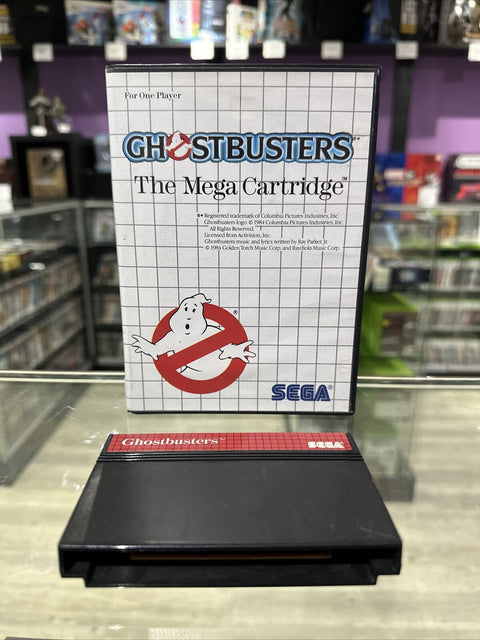 For One Player
GHOSTBUSTERS
The Mega Cartridge™
®* Registered trademark of Columbia Pictures Industries, Inc.
Ghostbusters logo © 1984 Columbia Pictures Industries, Inc.
All Rights Reserved.
Licensed from Activision, Inc.
Ghostbusters music and lyrics written by Ray Parker, Jr.
© 1984 Golden Torch Music Corp. and Raydiola Music Corp.
®
SEGA®
Ghostbusters™
SEGA®